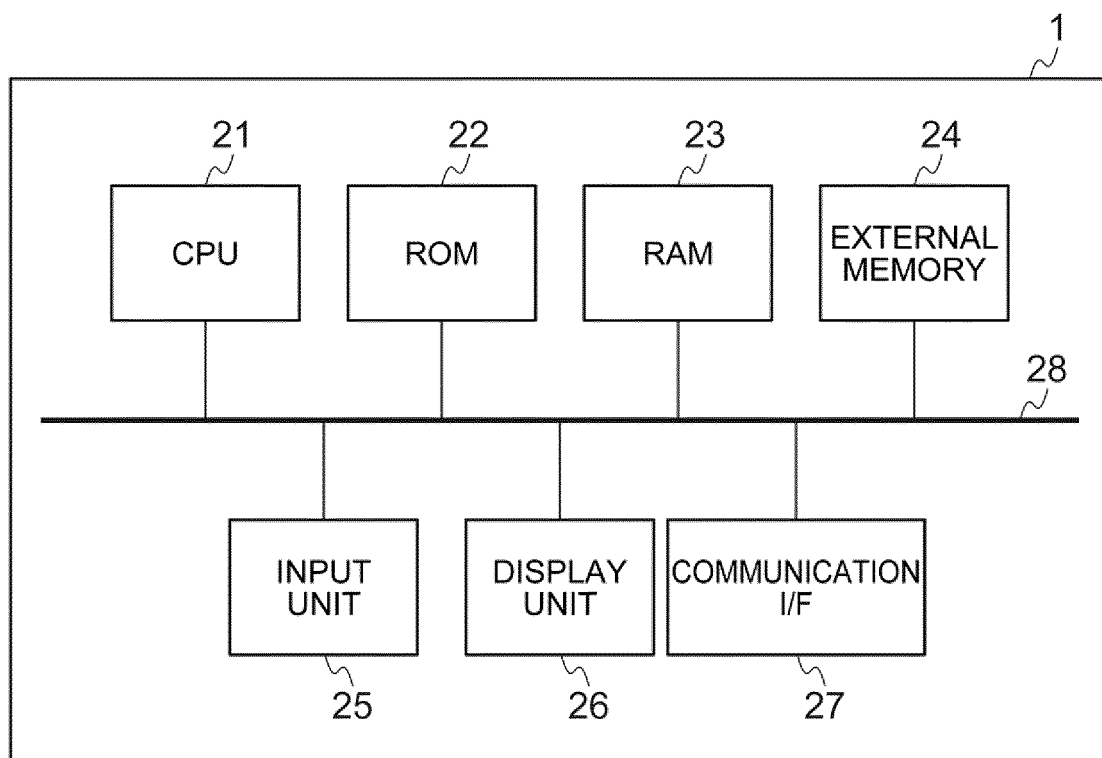 1
21
22
23
24
CPU
ROM
RAM
EXTERNAL
MEMORY
28
INPUT
UNIT
DISPLAY
UNIT
COMMUNICATION
I/F
25
26
27